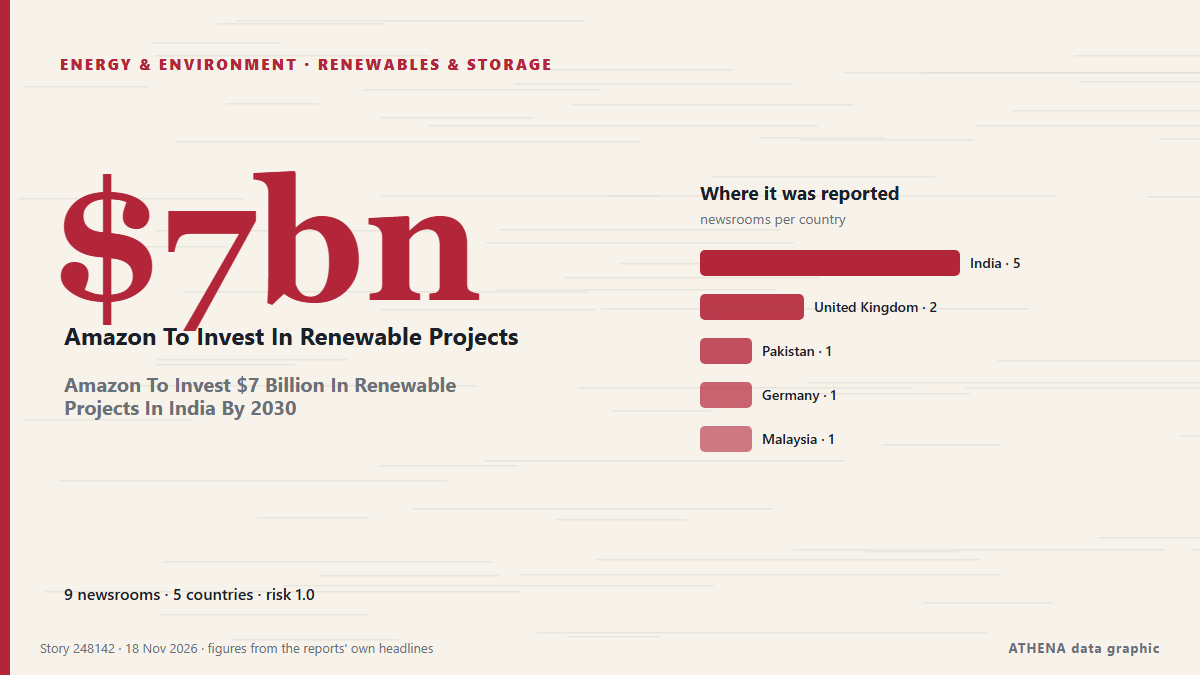 ENERGY & ENVIRONMENT · RENEWABLES & STORAGE
$7bn
Amazon To Invest In Renewable Projects
Amazon To Invest $7 Billion In Renewable
Projects In India By 2030
Where it was reported
newsrooms per country
India · 5
United Kingdom · 2
Pakistan · 1
Germany · 1
Malaysia · 1
9 newsrooms · 5 countries · risk 1.0
Story 248142 · 18 Nov 2026 · figures from the reports' own headlines
ATHENA data graphic